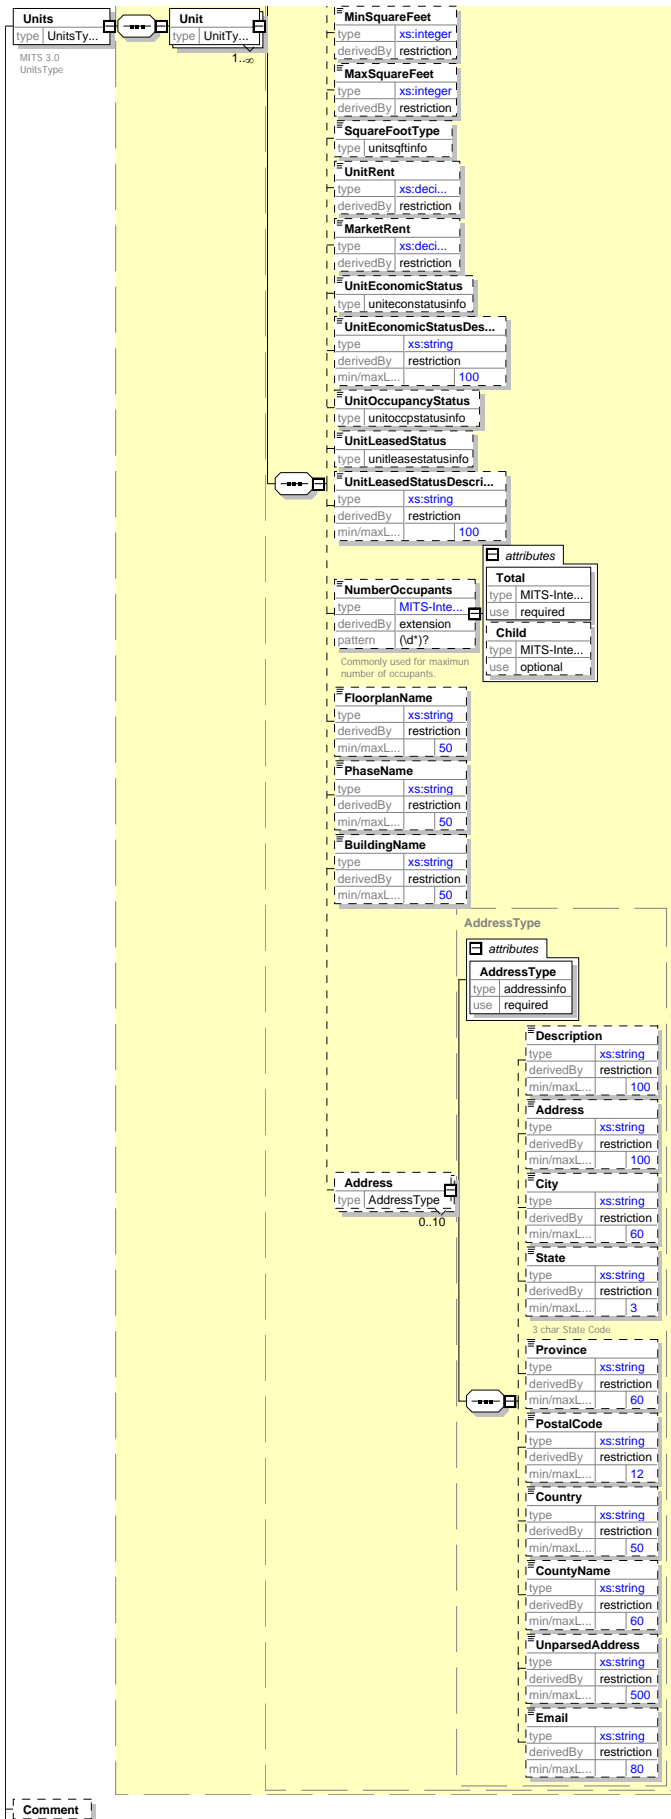 Units
type UnitsTy...
MITS 3.0
UnitsType
Unit
type UnitTy...
1..∞
MinSquareFeet
type xs:integer
derivedBy restriction
MaxSquareFeet
type xs:integer
derivedBy restriction
SquareFootType
type unitsqftinfo
UnitRent
type xs:deci...
derivedBy restriction
MarketRent
type xs:deci...
derivedBy restriction
UnitEconomicStatus
type uniteconstatusinfo
UnitEconomicStatusDes...
type xs:string
derivedBy restriction
min/maxL... 100
UnitOccupancyStatus
type unitoccpstatusinfo
UnitLeasedStatus
type unitleasestatusinfo
UnitLeasedStatusDescri...
type xs:string
derivedBy restriction
min/maxL... 100
NumberOccupants
type MITS-Inte...
derivedBy extension
pattern (\d*)?
Commonly used for maximun
number of occupants.
attributes
Total
type MITS-Inte...
use required
Child
type MITS-Inte...
use optional
FloorplanName
type xs:string
derivedBy restriction
min/maxL... 50
PhaseName
type xs:string
derivedBy restriction
min/maxL... 50
BuildingName
type xs:string
derivedBy restriction
min/maxL... 50
Address
type AddressType
0..10
AddressType
attributes
AddressType
type addressinfo
use required
Description
type xs:string
derivedBy restriction
min/maxL... 100
Address
type xs:string
derivedBy restriction
min/maxL... 100
City
type xs:string
derivedBy restriction
min/maxL... 60
State
type xs:string
derivedBy restriction
min/maxL... 3
3 char State Code
Province
type xs:string
derivedBy restriction
min/maxL... 60
PostalCode
type xs:string
derivedBy restriction
min/maxL... 12
Country
type xs:string
derivedBy restriction
min/maxL... 50
CountyName
type xs:string
derivedBy restriction
min/maxL... 60
UnparsedAddress
type xs:string
derivedBy restriction
min/maxL... 500
Email
type xs:string
derivedBy restriction
min/maxL... 80
Comment